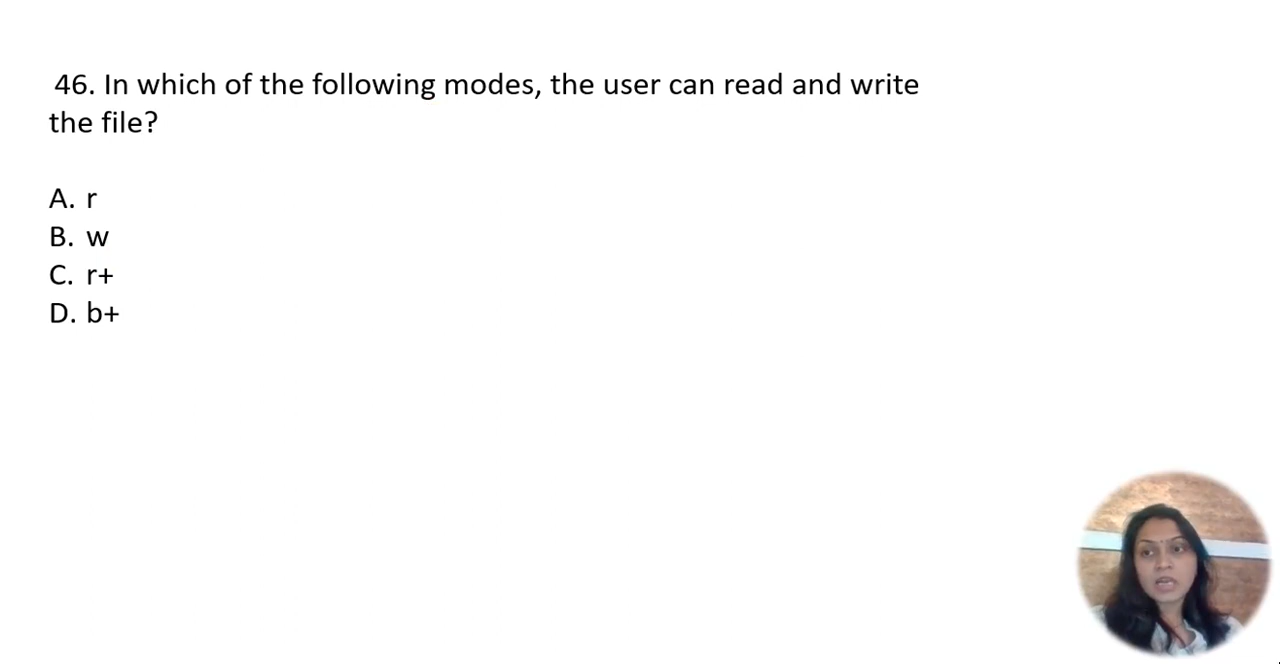 46. In which of the following modes, the user can read and write
the file?
A. r
B. w
C. r+
D. b+